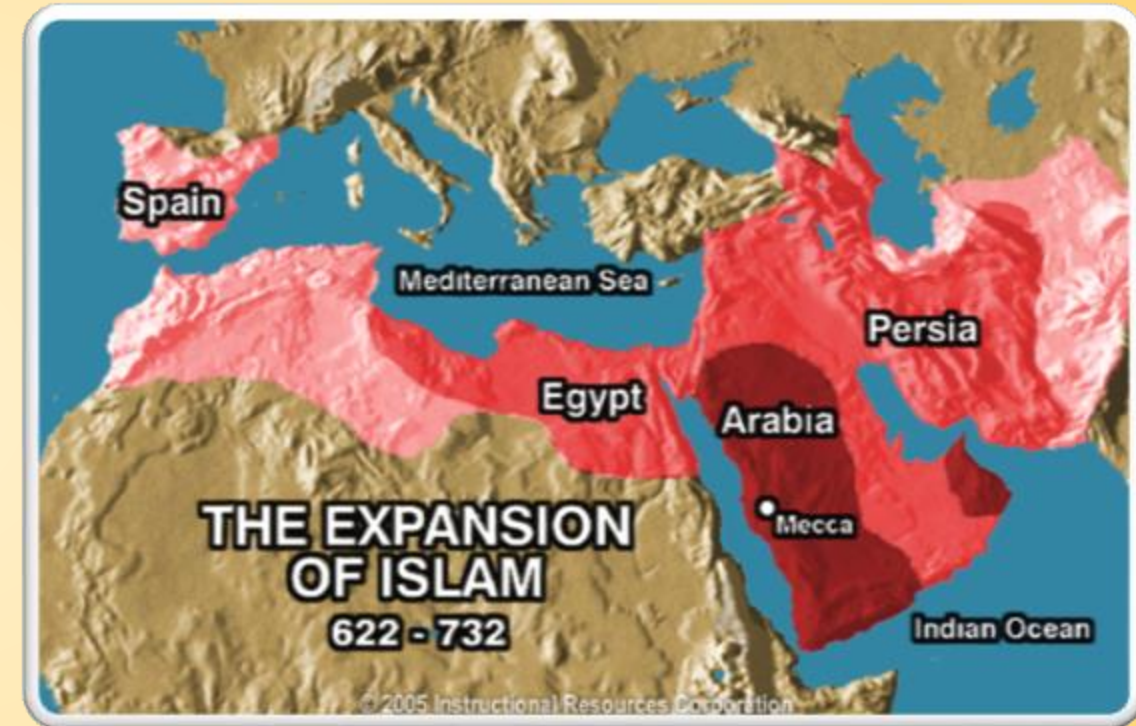 Spain
Mediterranean Sea
Persia
Egypt
Arabia
Mecca
THE EXPANSION
OF ISLAM
622 - 732
Indian Ocean
© 2005 Instructional Resources Corporation